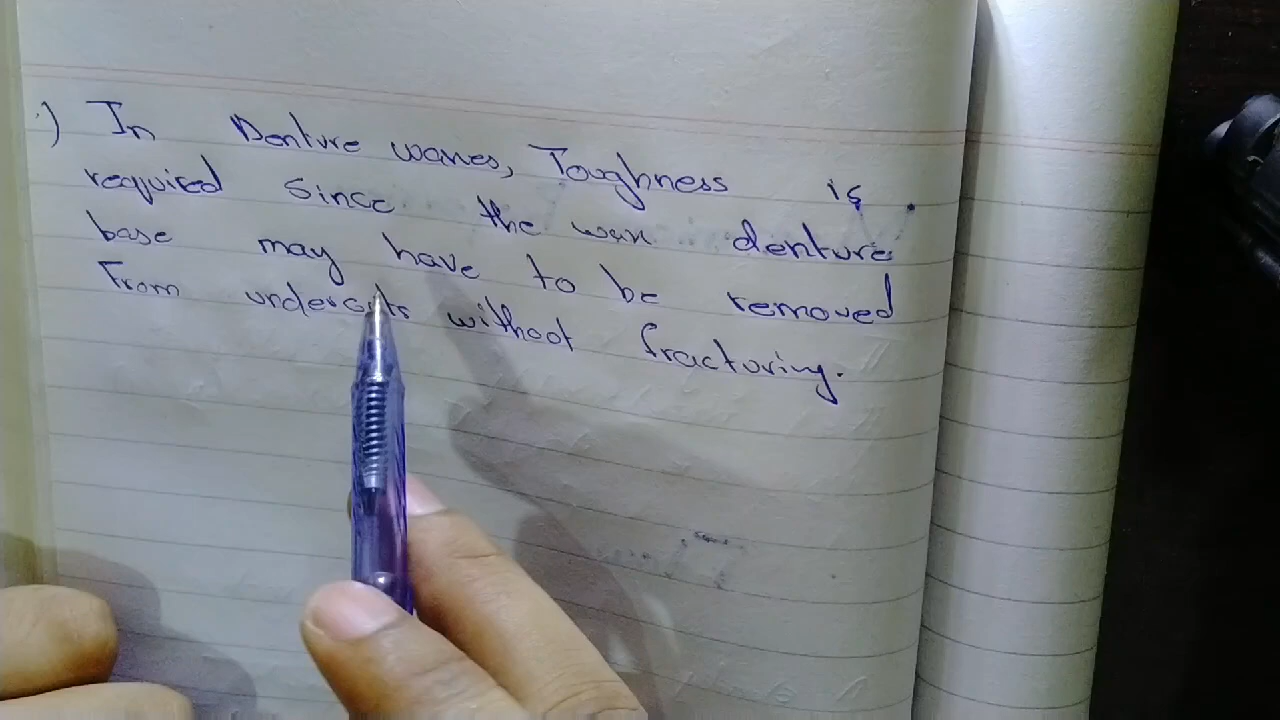 :) In Denture waxes, Toughness is
required since the wax denture
base may have to be removed
From undercuts without fracturing.